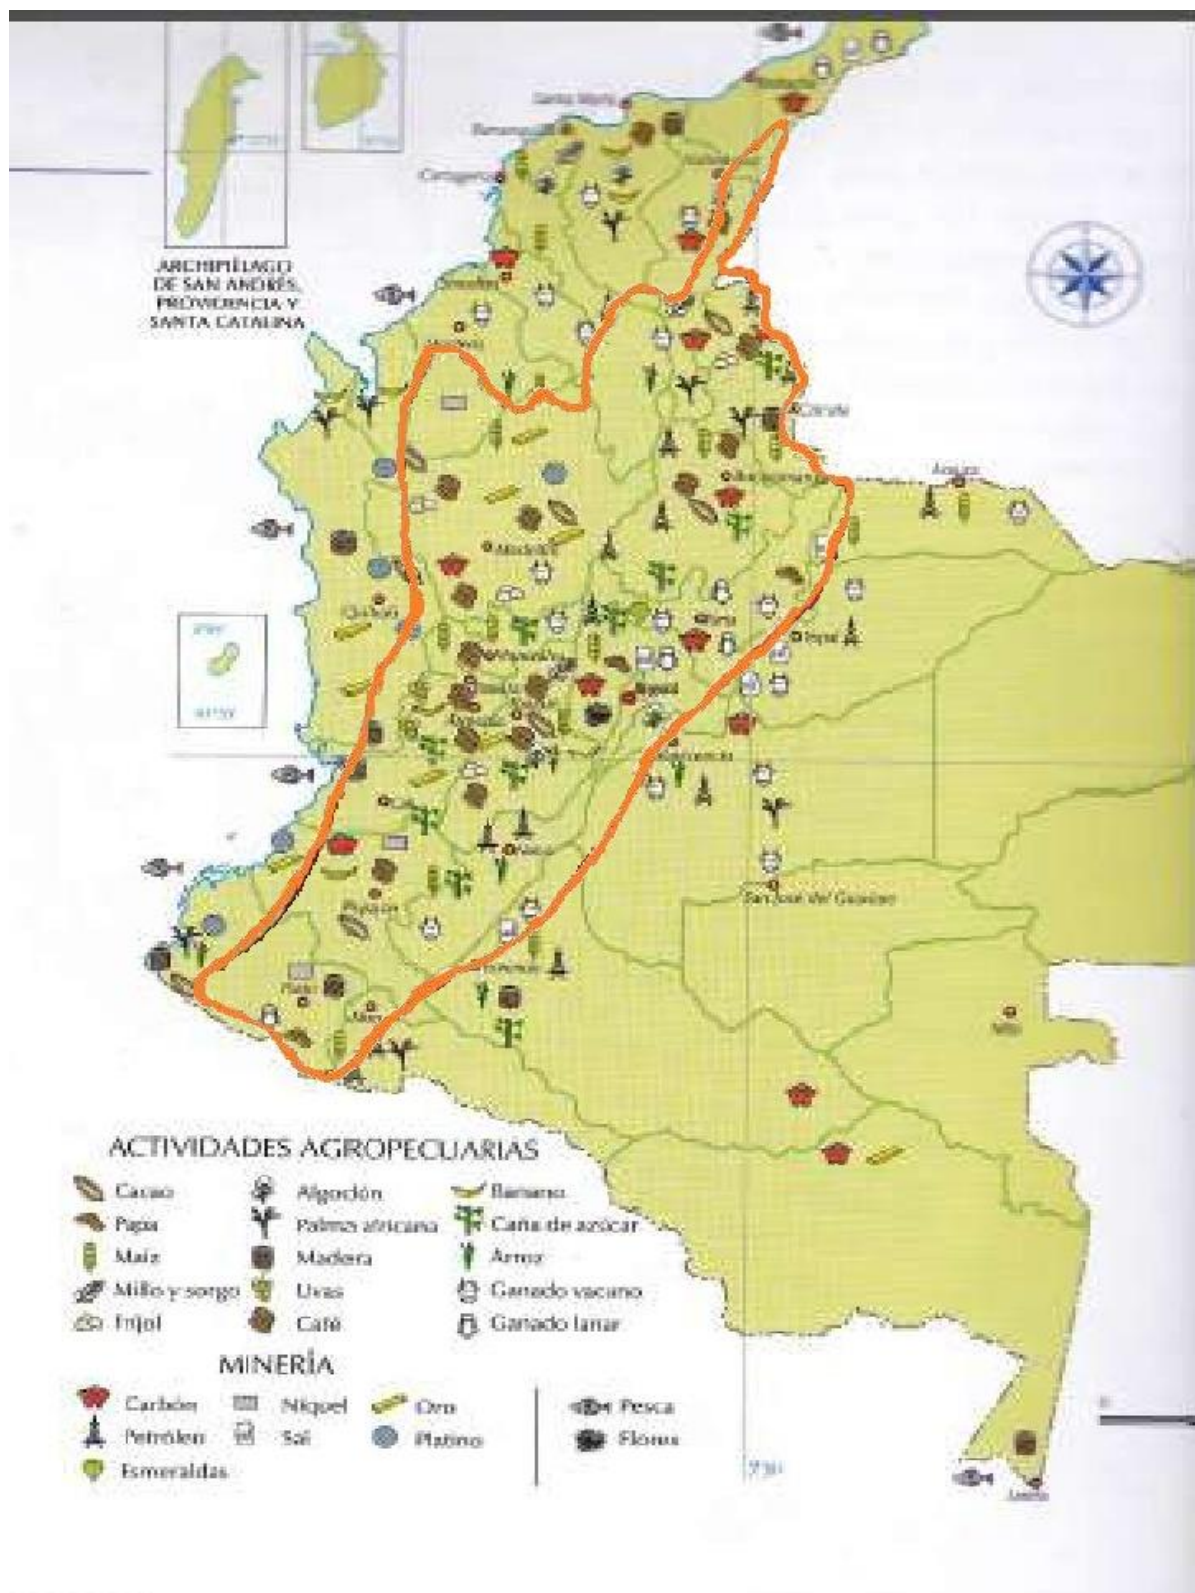 Santa Marta
Cartagena
ARCHIPIÉLAGO
DE SAN ANDRÉS,
PROVIDENCIA Y
SANTA CATALINA
Cúcuta
Arauca
Bucaramanga
Medellín
Quibdó
Tunja
Yopal
Bogotá
Villavicencio
Cali
Neiva
Popayán
San José del Guaviare
Florencia
Pasto
Mocoa
Mitú
ACTIVIDADES AGROPECUARIAS
Cacao
Algodón
Banano
Papa
Palma africana
Caña de azúcar
Maíz
Madera
Arroz
Millo y sorgo
Uvas
Ganado vacuno
Frijol
Café
Ganado lanar
MINERÍA
Carbón
Níquel
Oro
Pesca
Petróleo
Sal
Platino
Flores
Esmeraldas
Leticia